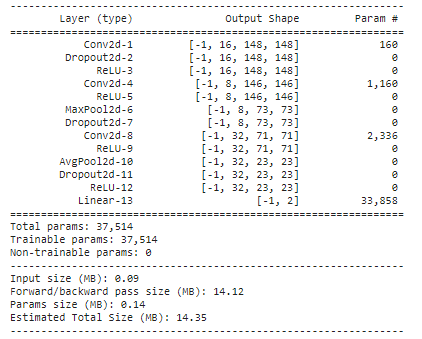 ----------------------------------------------------------------
Layer (type) Output Shape Param #
================================================================
Conv2d-1 [-1, 16, 148, 148] 160
Dropout2d-2 [-1, 16, 148, 148] 0
ReLU-3 [-1, 16, 148, 148] 0
Conv2d-4 [-1, 8, 146, 146] 1,160
ReLU-5 [-1, 8, 146, 146] 0
MaxPool2d-6 [-1, 8, 73, 73] 0
Dropout2d-7 [-1, 8, 73, 73] 0
Conv2d-8 [-1, 32, 71, 71] 2,336
ReLU-9 [-1, 32, 71, 71] 0
AvgPool2d-10 [-1, 32, 23, 23] 0
Dropout2d-11 [-1, 32, 23, 23] 0
ReLU-12 [-1, 32, 23, 23] 0
Linear-13 [-1, 2] 33,858
================================================================
Total params: 37,514
Trainable params: 37,514
Non-trainable params: 0
----------------------------------------------------------------
Input size (MB): 0.09
Forward/backward pass size (MB): 14.12
Params size (MB): 0.14
Estimated Total Size (MB): 14.35
----------------------------------------------------------------